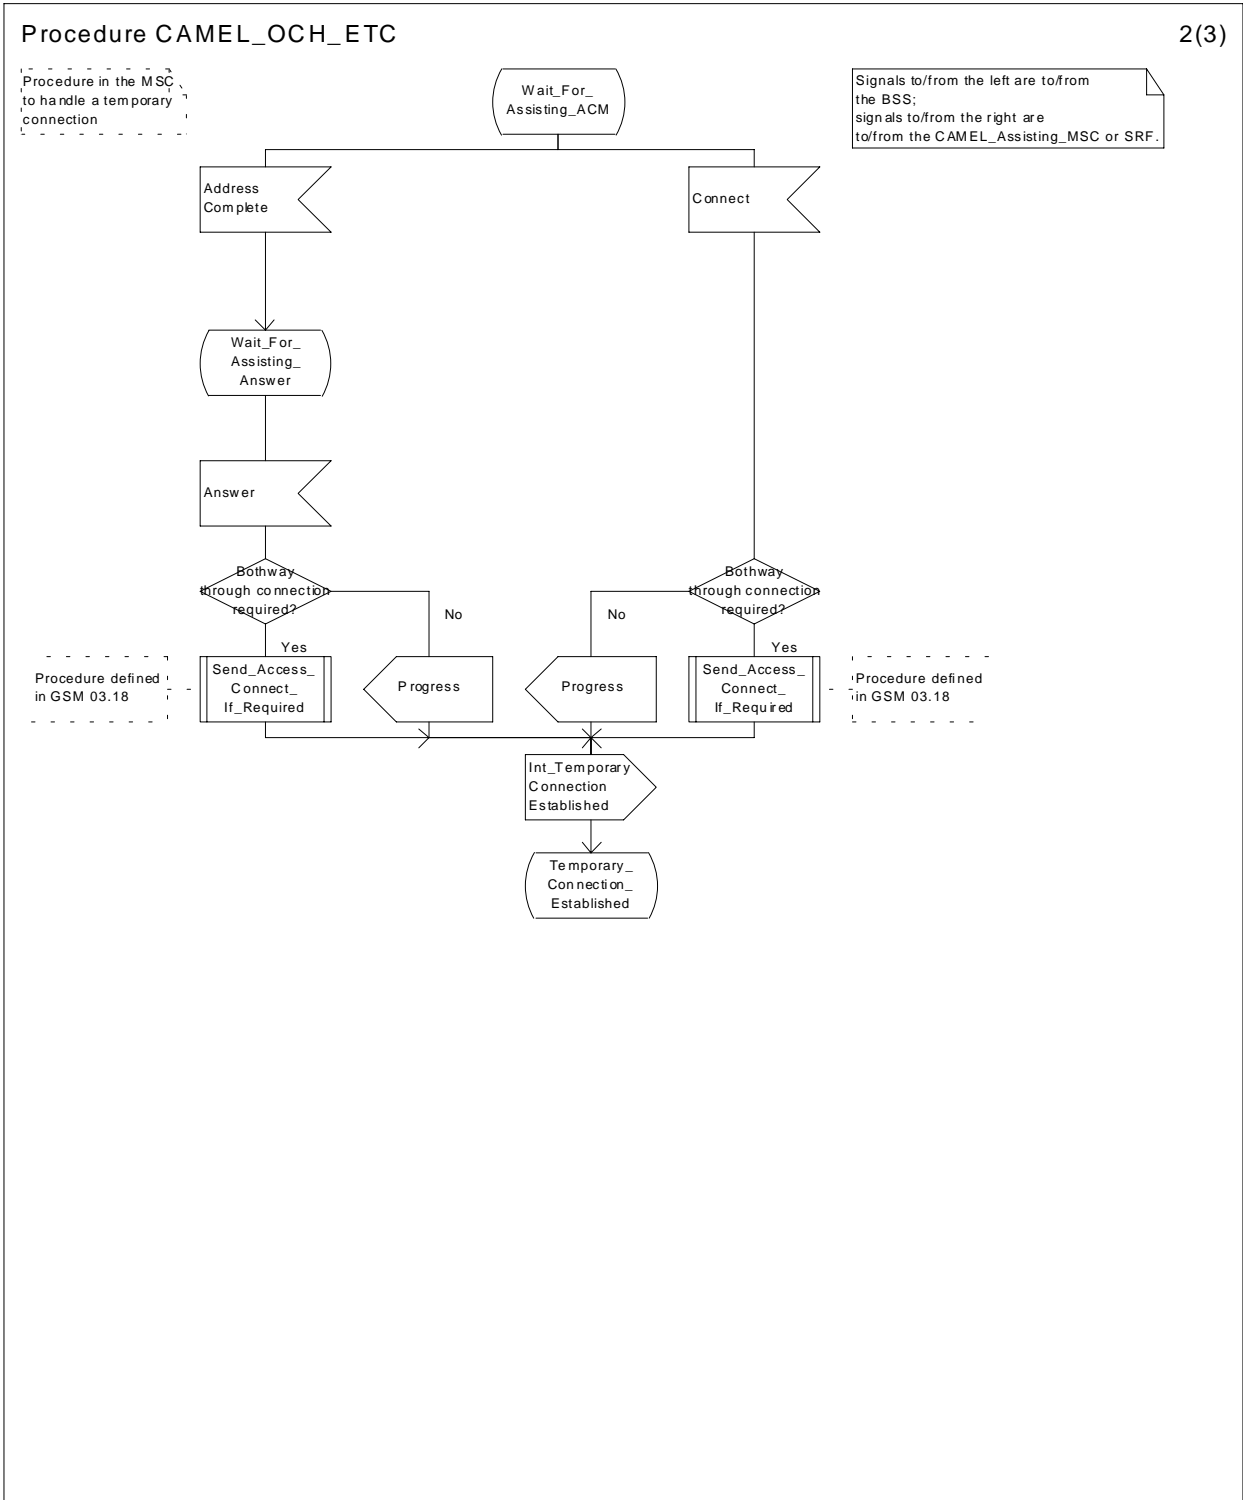 Procedure CAMEL_OCH_ETC
2(3)
Procedure in the MSC
to handle a temporary
connection
Wait_For_
Assisting_ACM
Signals to/from the left are to/from
the BSS;
signals to/from the right are
to/from the CAMEL_Assisting_MSC or SRF.
Address
Complete
Connect
Wait_For_
Assisting_
Answer
Answer
Bothway
through connection
required?
No
Yes
Bothway
through connection
required?
No
Yes
Procedure defined
in GSM 03.18
Send_Access_
Connect_
If_Required
Progress
Progress
Send_Access_
Connect_
If_Required
Procedure defined
in GSM 03.18
Int_Temporary
Connection
Established
Temporary_
Connection_
Established